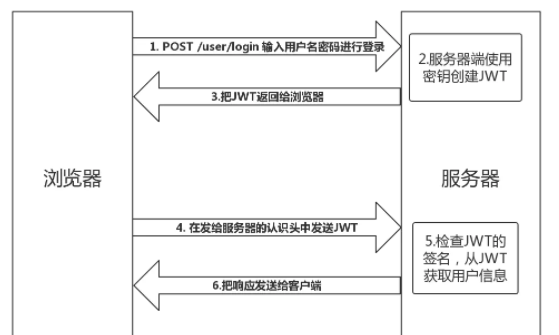 1. POST /user/login 输入用户名密码进行登录
2.服务器端使用
密钥创建JWT
3.把JWT返回给浏览器
浏览器
服务器
4. 在发给服务器的认识头中发送JWT
5.检查JWT的
签名，从JWT
获取用户信息
6.把响应发送给客户端